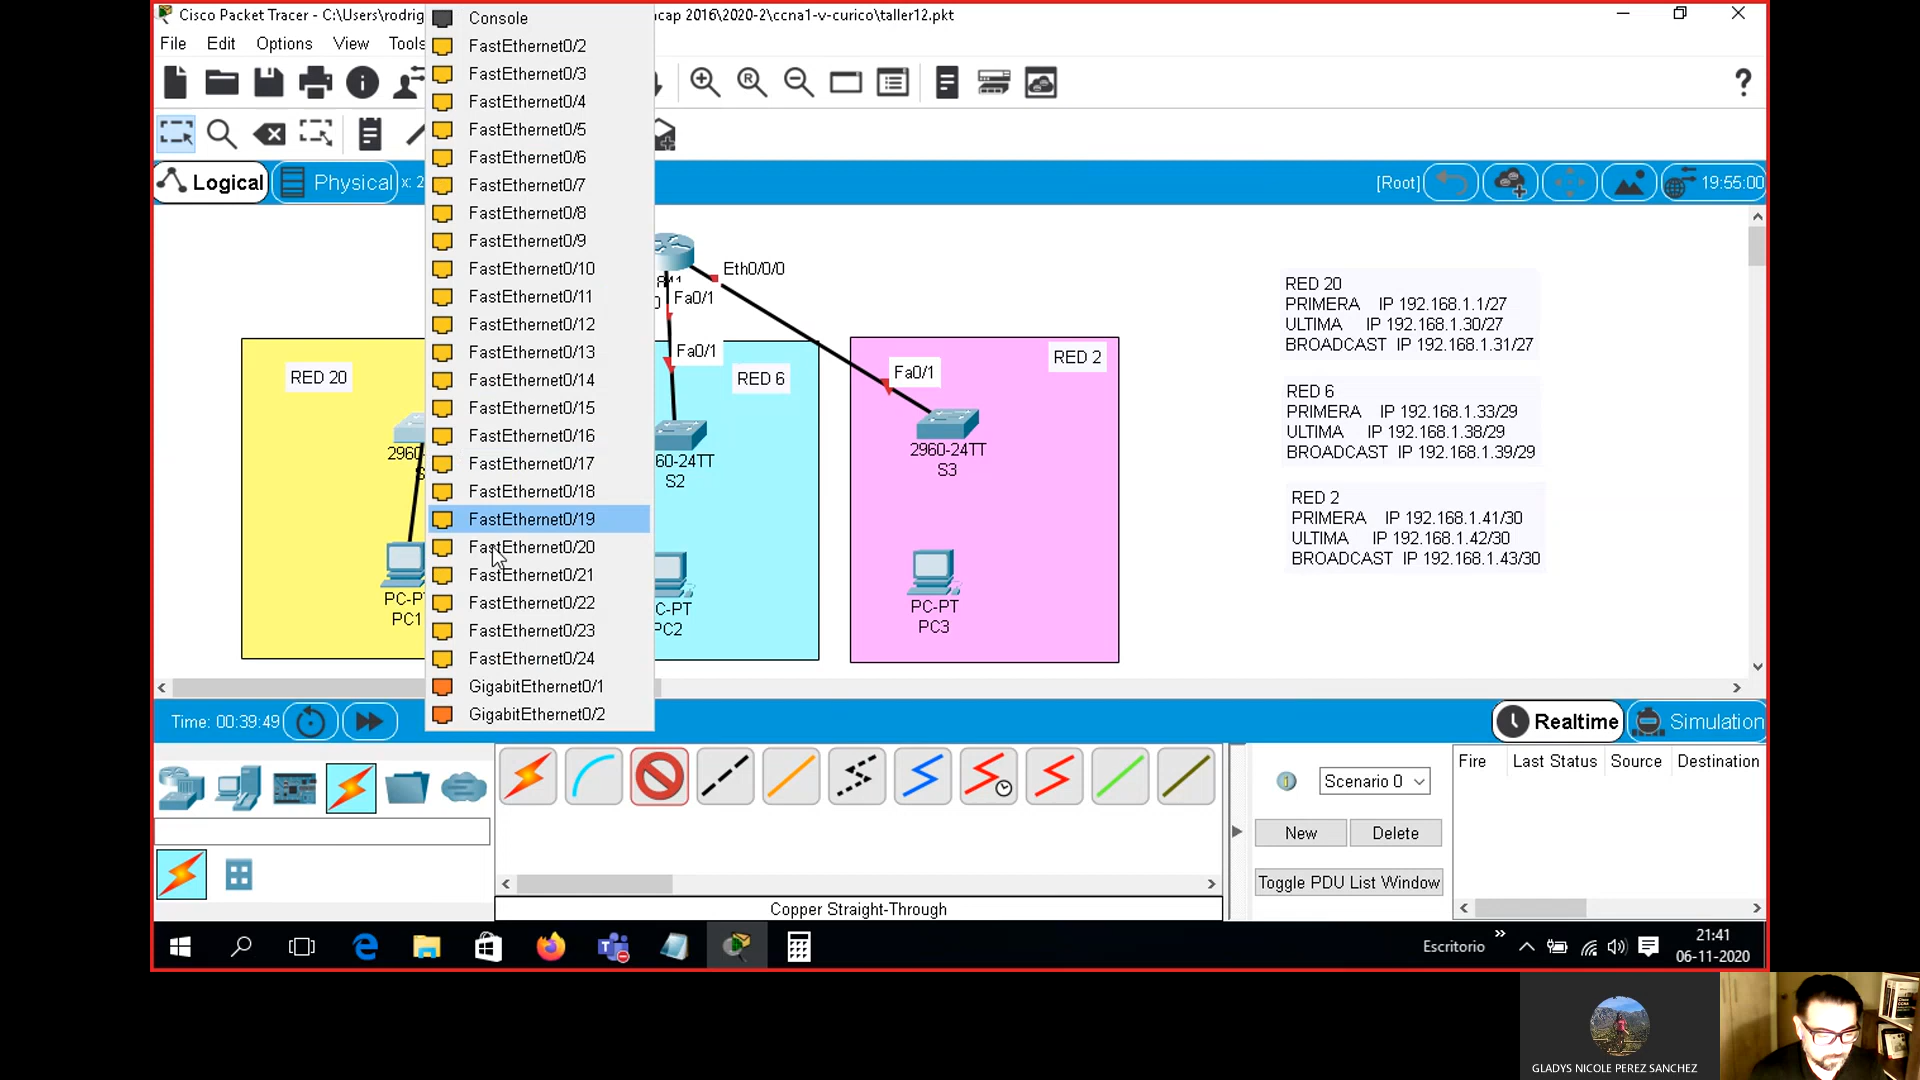 Cisco Packet Tracer - C:\Users\rodrig
cap 2016\2020-2\ccna1-v-curico\taller12.pkt
File Edit Options View Tools
Console
FastEthernet0/2
FastEthernet0/3
FastEthernet0/4
FastEthernet0/5
FastEthernet0/6
FastEthernet0/7
FastEthernet0/8
FastEthernet0/9
FastEthernet0/10
FastEthernet0/11
FastEthernet0/12
FastEthernet0/13
FastEthernet0/14
FastEthernet0/15
FastEthernet0/16
FastEthernet0/17
FastEthernet0/18
FastEthernet0/19
FastEthernet0/20
FastEthernet0/21
FastEthernet0/22
FastEthernet0/23
FastEthernet0/24
GigabitEthernet0/1
GigabitEthernet0/2
Logical Physical x: 2
[Root] 19:55:00
Eth0/0/0
Fa0/1
Fa0/1
Fa0/1
RED 20
2960
PC-P
PC1
RED 6
60-24TT
S2
C-PT
PC2
RED 2
2960-24TT
S3
PC-PT
PC3
RED 20
PRIMERA IP 192.168.1.1/27
ULTIMA IP 192.168.1.30/27
BROADCAST IP 192.168.1.31/27
RED 6
PRIMERA IP 192.168.1.33/29
ULTIMA IP 192.168.1.38/29
BROADCAST IP 192.168.1.39/29
RED 2
PRIMERA IP 192.168.1.41/30
ULTIMA IP 192.168.1.42/30
BROADCAST IP 192.168.1.43/30
Time: 00:39:49
Realtime Simulation
Scenario 0
New Delete
Toggle PDU List Window
Fire Last Status Source Destination
Copper Straight-Through
Escritorio
21:41
06-11-2020
GLADYS NICOLE PEREZ SANCHEZ